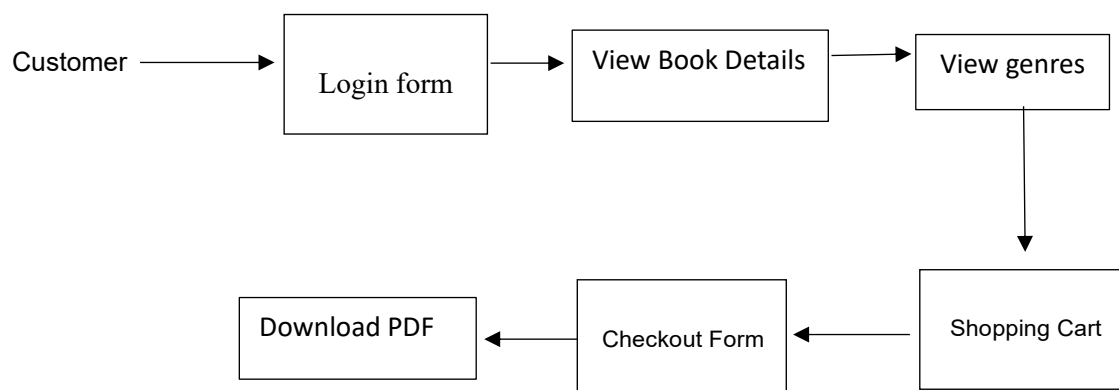 Customer
Login form
View Book Details
View genres
Download PDF
Checkout Form
Shopping Cart